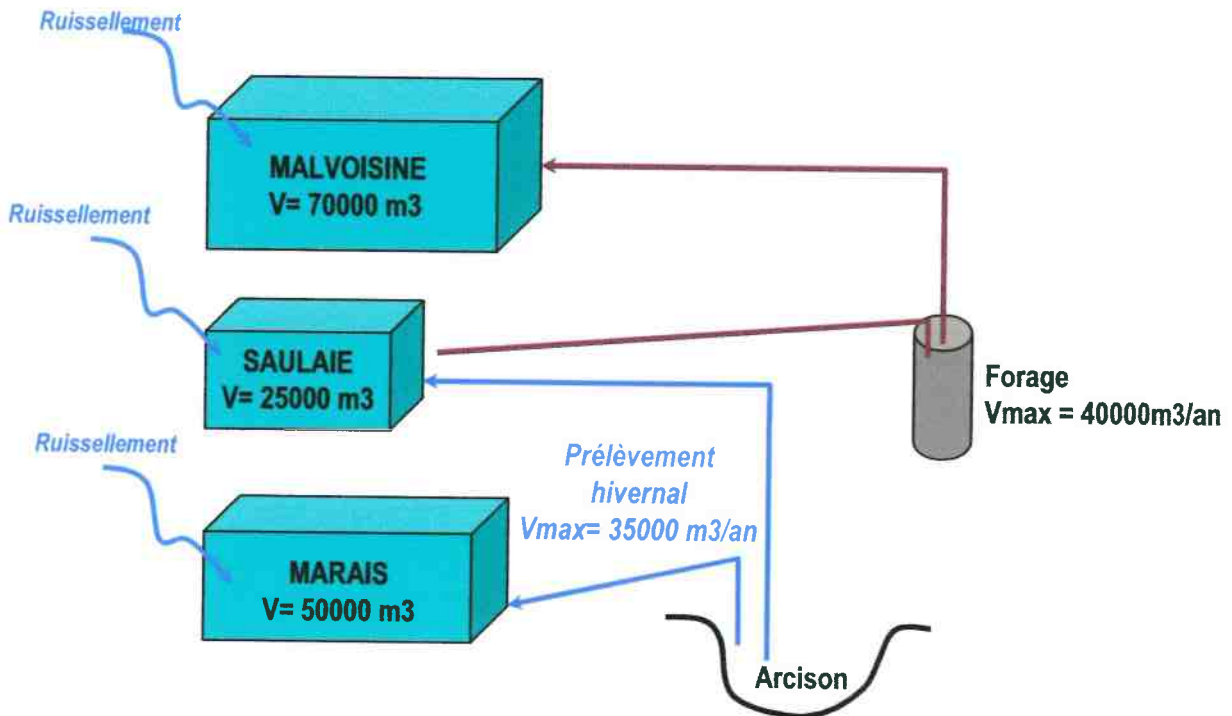 Ruissellement
MALVOISINE
V= 70000 m3
Ruissellement
SAULAIE
V= 25000 m3
Forage
Vmax = 40000m3/an
Ruissellement
Prélèvement
hivernal
Vmax= 35000 m3/an
MARAIS
V= 50000 m3
Arcison